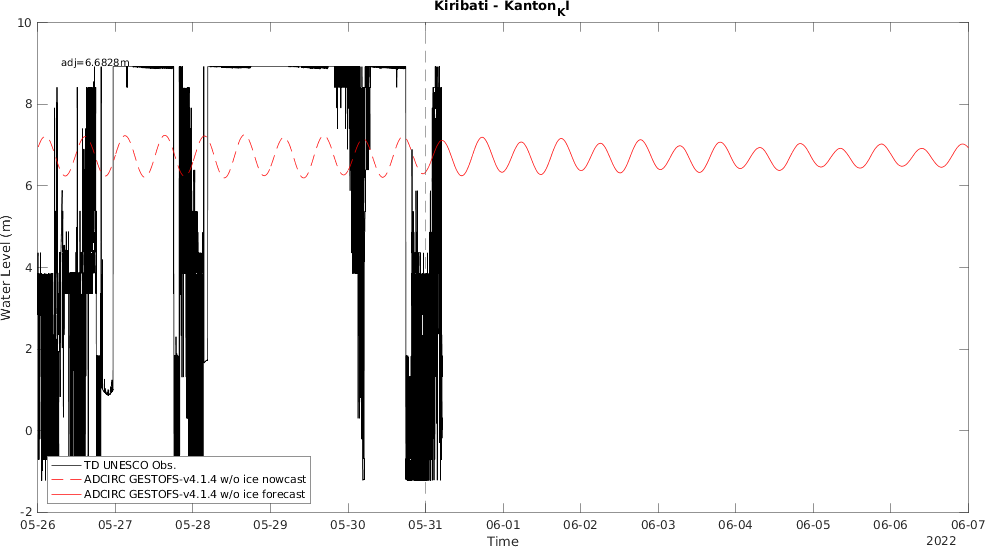 Kiribati - Kanton_KI
10
8
6
4
2
0
-2
Water Level (m)
adj=6.6828m
TD UNESCO Obs.
ADCIRC GESTOFS-v4.1.4 w/o ice nowcast
ADCIRC GESTOFS-v4.1.4 w/o ice forecast
05-26 05-27 05-28 05-29 05-30 05-31 06-01 06-02 06-03 06-04 06-05 06-06 06-07
Time
2022